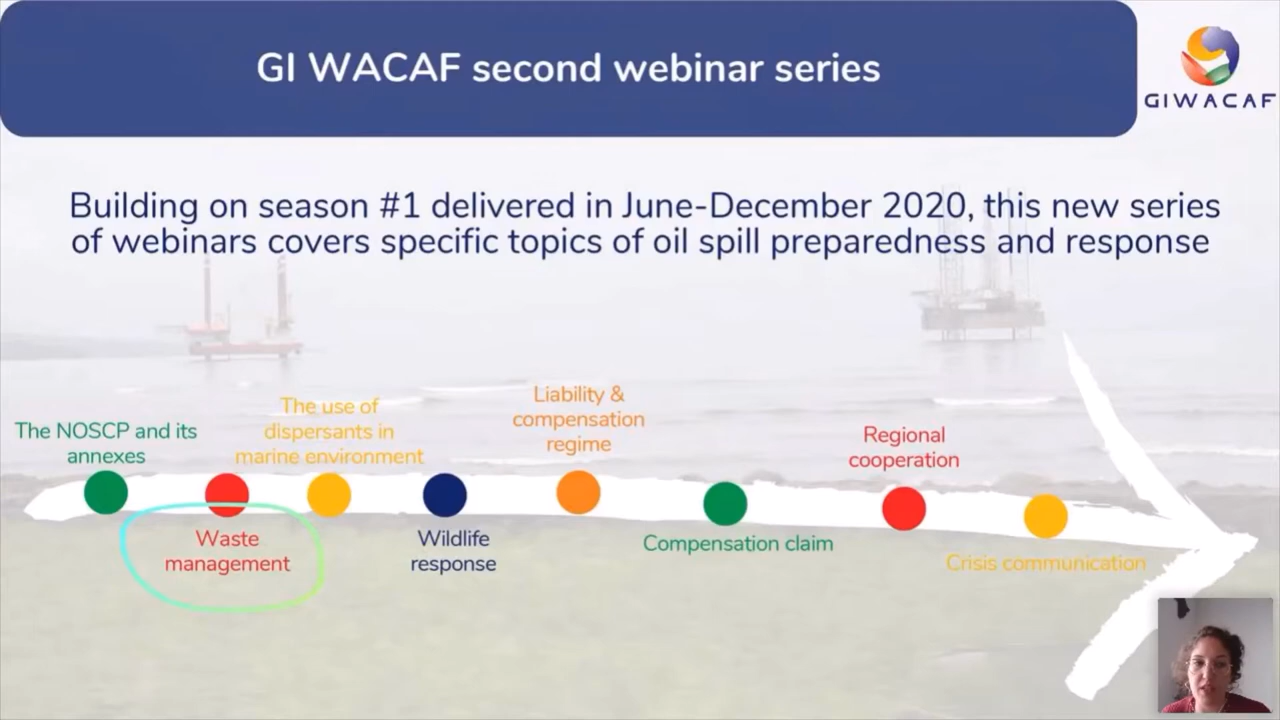 GI WACAF second webinar series
GIWACAF
Building on season #1 delivered in June-December 2020, this new series
of webinars covers specific topics of oil spill preparedness and response
The NOSCP and its
annexes
Waste
management
The use of
dispersants in
marine environment
Wildlife
response
Liability &
compensation
regime
Compensation claim
Regional
cooperation
Crisis communication